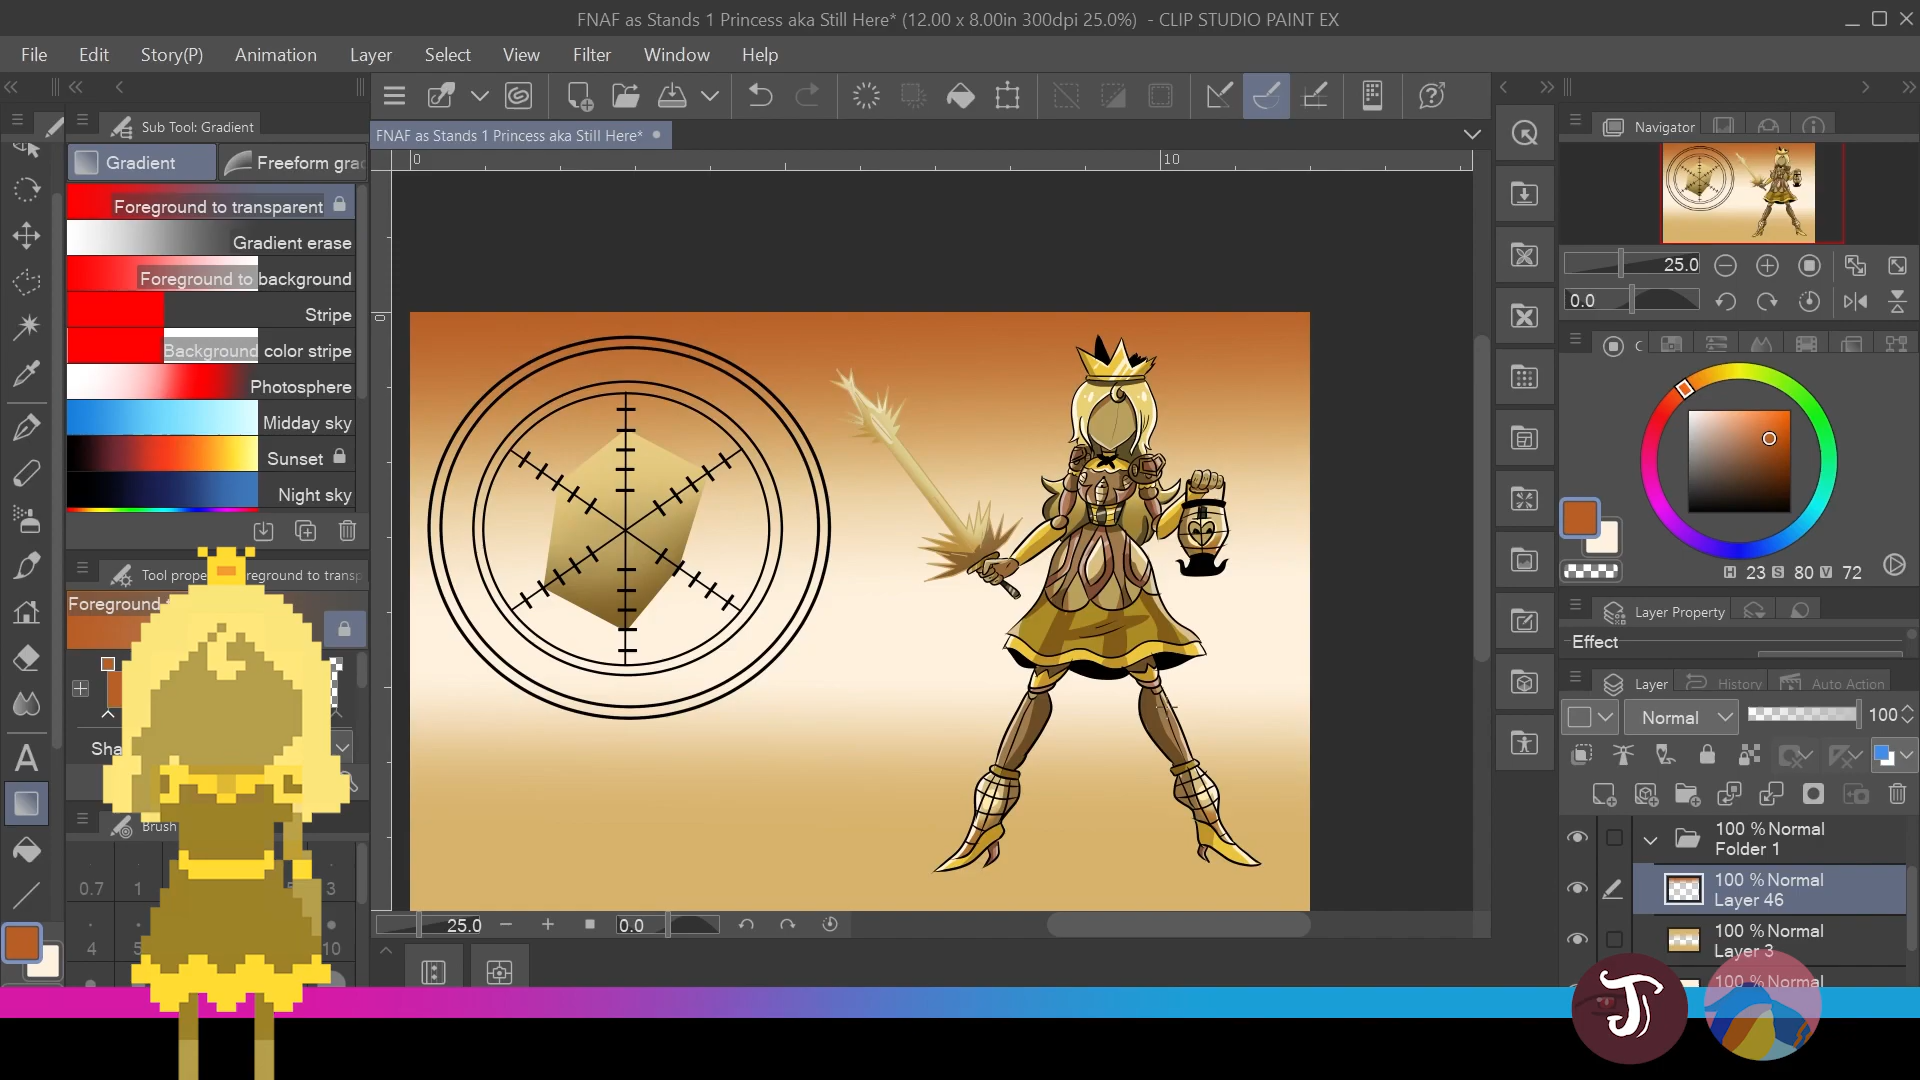 FNAF as Stands 1 Princess aka Still Here* (12.00 x 8.00in 300dpi 25.0%) - CLIP STUDIO PAINT EX
File Edit Story(P) Animation Layer Select View Filter Window Help
Sub Tool: Gradient
FNAF as Stands 1 Princess aka Still Here*
Navigator
Gradient
Freeform gra
0
10
0
Foreground to transparent
Gradient erase
Foreground to background
Stripe
Background color stripe
Photosphere
Midday sky
Sunset
Night sky
25.0
0.0
C
H 23 S 80 V 72
Tool prope
reground to transp
Foreground
Layer Property
Effect
Layer
History
Auto Action
Normal
100
Sha
Brush
0.7
1
3
4
5
10
100 % Normal
Folder 1
100 % Normal
Layer 46
100 % Normal
Layer 3
100 % Normal
25.0
0.0
A
J